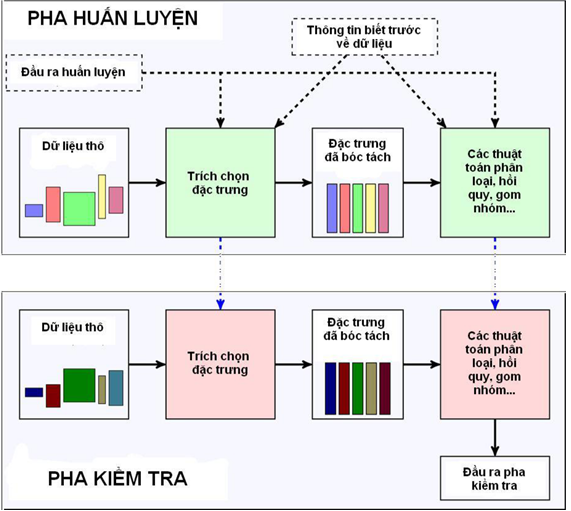 PHA HUẤN LUYỆN
Thông tin biết trước
về dữ liệu
Đầu ra huấn luyện
Dữ liệu thô
Trích chọn
đặc trưng
Đặc trưng
đã bóc tách
Các thuật
toán phân
loại, hồi
quy, gom
nhóm...
Dữ liệu thô
Trích chọn
đặc trưng
Đặc trưng
đã bóc tách
Các thuật
toán phân
loại, hồi
quy, gom
nhóm...
PHA KIỂM TRA
Đầu ra pha
kiểm tra